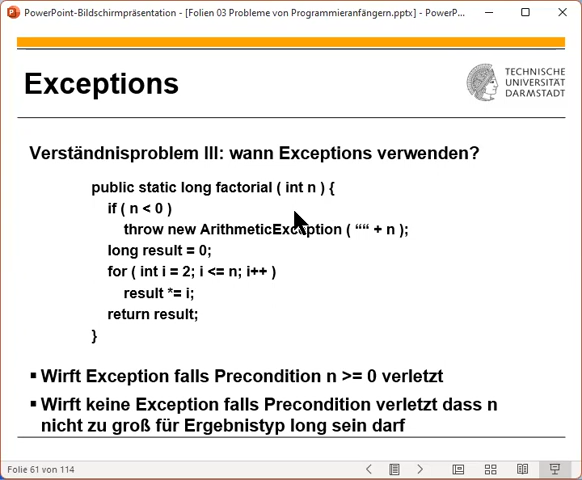 PowerPoint-Bildschirmpräsentation - [Folien 03 Probleme von Programmieranfängern.pptx] - PowerP...
Exceptions
TECHNISCHE
UNIVERSITÄT
DARMSTADT
Verständnisproblem III: wann Exceptions verwenden?
public static long factorial ( int n ) {
if ( n < 0 )
throw new ArithmeticException ( ““ + n );
long result = 0;
for ( int i = 2; i <= n; i++ )
result *= i;
return result;
}
▪ Wirft Exception falls Precondition n >= 0 verletzt
▪ Wirft keine Exception falls Precondition verletzt dass n
nicht zu groß für Ergebnistyp long sein darf
Folie 61 von 114